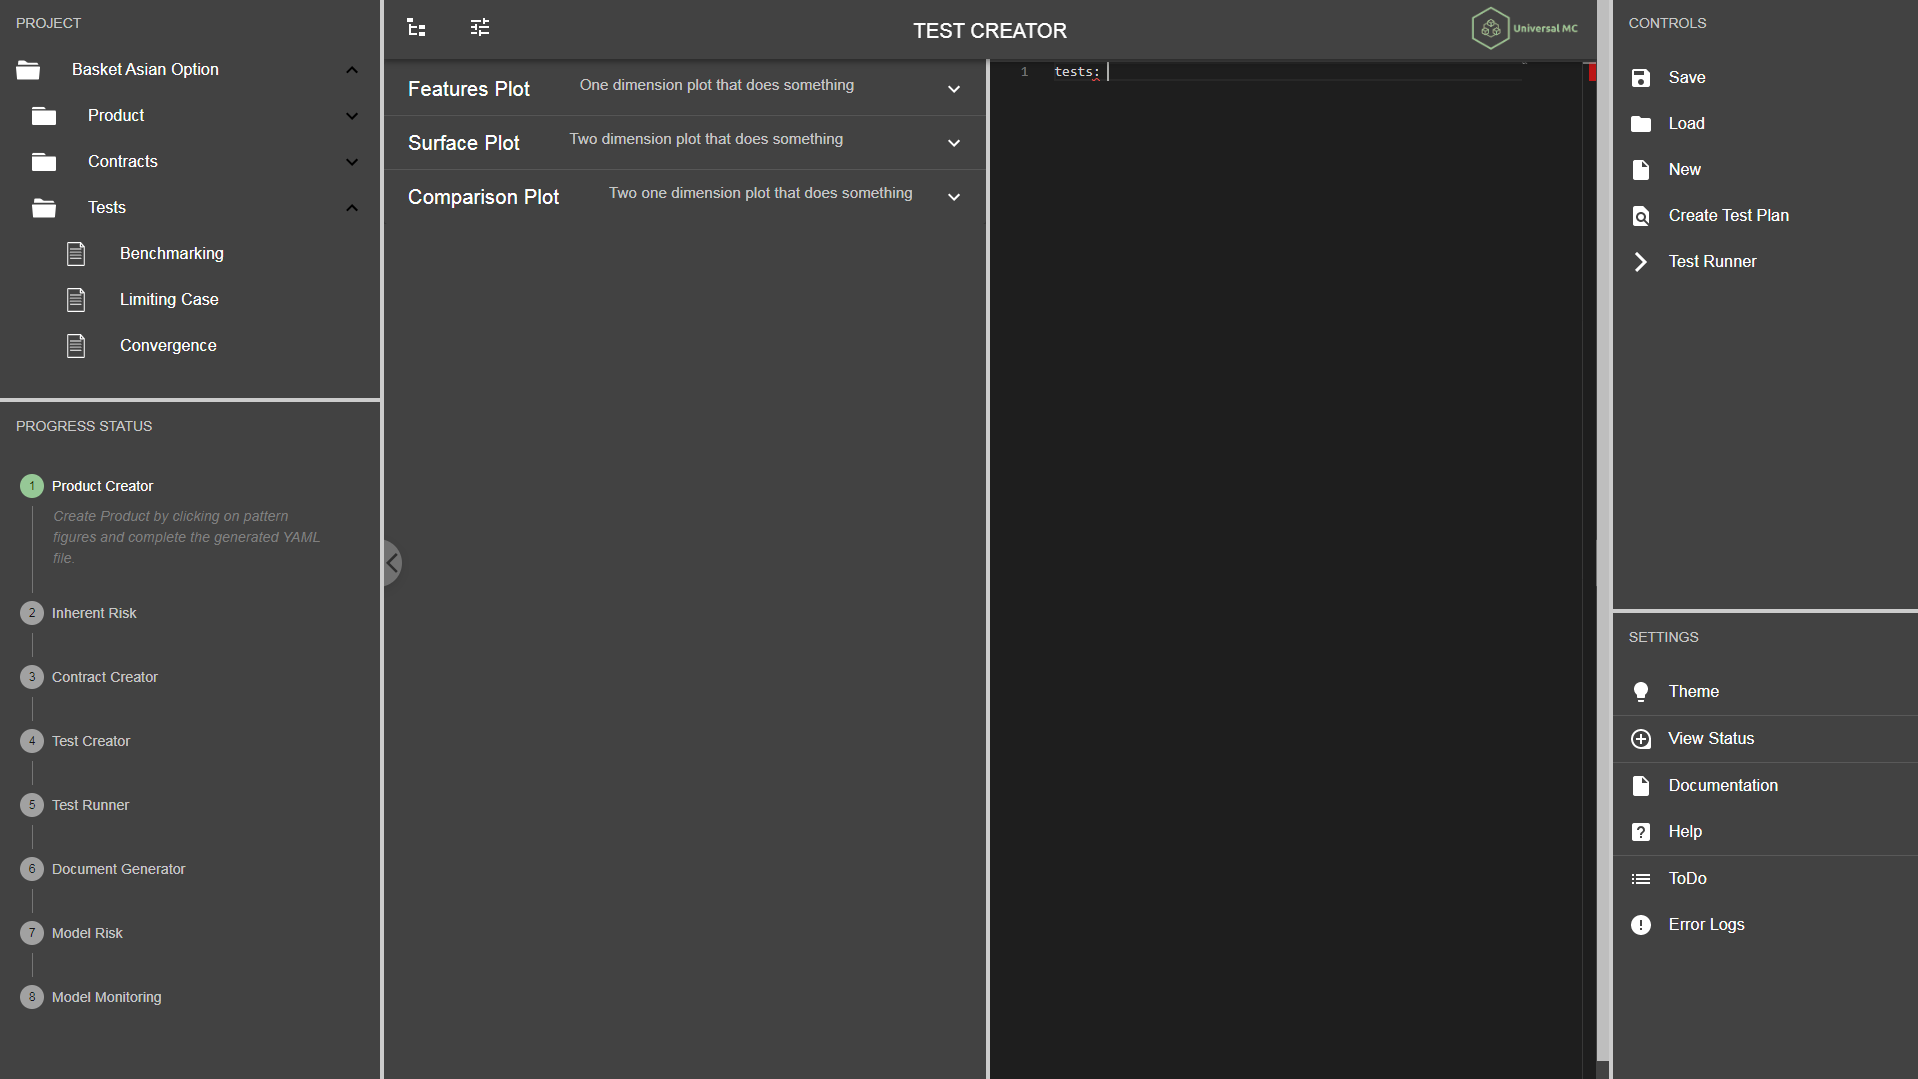 PROJECT
Basket Asian Option
Product
Contracts
Tests
Benchmarking
Limiting Case
Convergence
PROGRESS STATUS
1 Product Creator
Create Product by clicking on pattern
figures and complete the generated YAML
file.
2 Inherent Risk
3 Contract Creator
4 Test Creator
5 Test Runner
6 Document Generator
7 Model Risk
8 Model Monitoring
TEST CREATOR
Universal MC
Features Plot One dimension plot that does something
Surface Plot Two dimension plot that does something
Comparison Plot Two one dimension plot that does something
1 tests:
CONTROLS
Save
Load
New
Create Test Plan
Test Runner
SETTINGS
Theme
View Status
Documentation
Help
ToDo
Error Logs